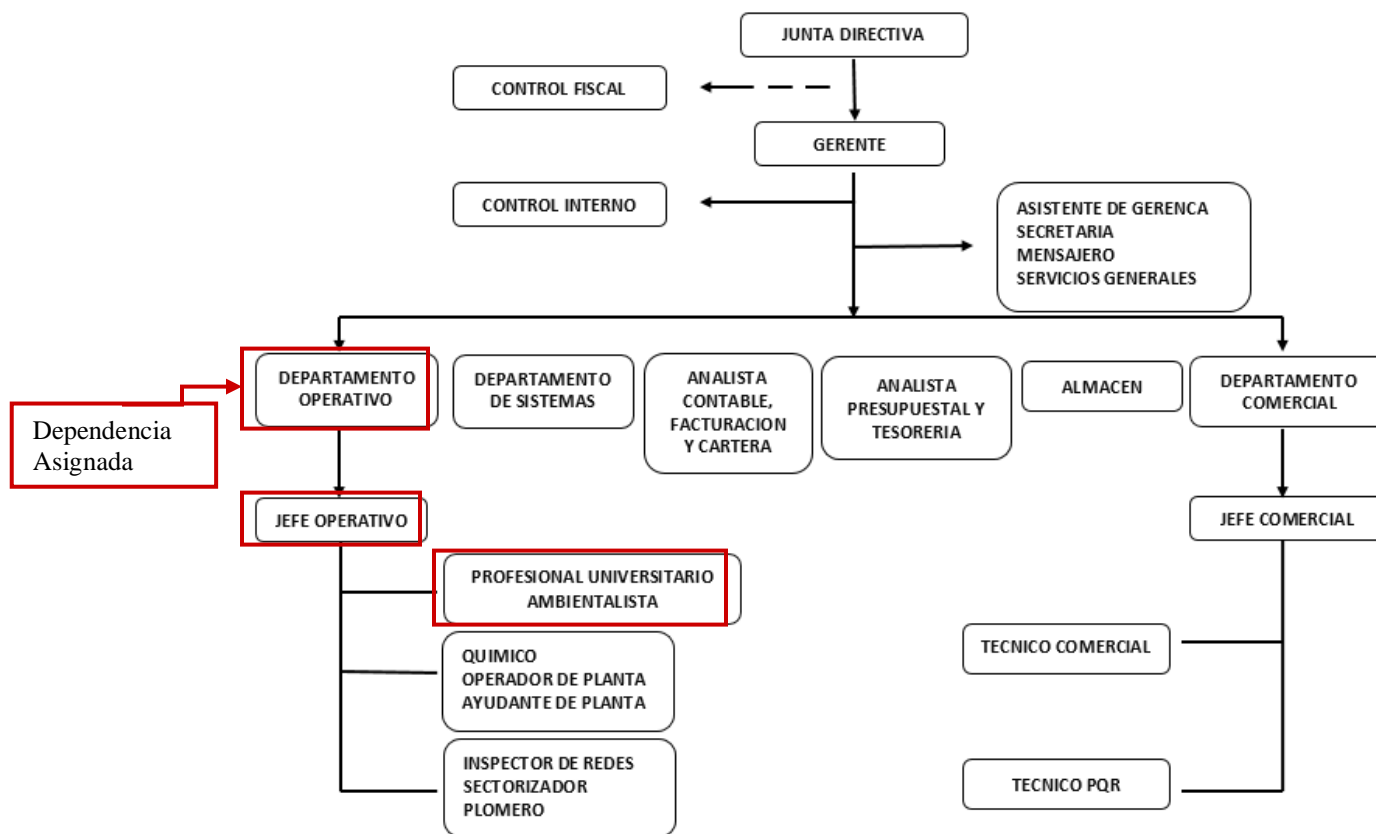 JUNTA DIRECTIVA
CONTROL FISCAL
GERENTE
CONTROL INTERNO
ASISTENTE DE GERENCA
SECRETARIA
MENSAJERO
SERVICIOS GENERALES
DEPARTAMENTO
OPERATIVO
DEPARTAMENTO
DE SISTEMAS
ANALISTA
CONTABLE,
FACTURACION
Y CARTERA
ANALISTA
PRESUPUESTAL Y
TESORERIA
ALMACEN
DEPARTAMENTO
COMERCIAL
Dependencia
Asignada
JEFE OPERATIVO
JEFE COMERCIAL
PROFESIONAL UNIVERSITARIO
AMBIENTALISTA
QUIMICO
OPERADOR DE PLANTA
AYUDANTE DE PLANTA
TECNICO COMERCIAL
INSPECTOR DE REDES
SECTORIZADOR
PLOMERO
TECNICO PQR